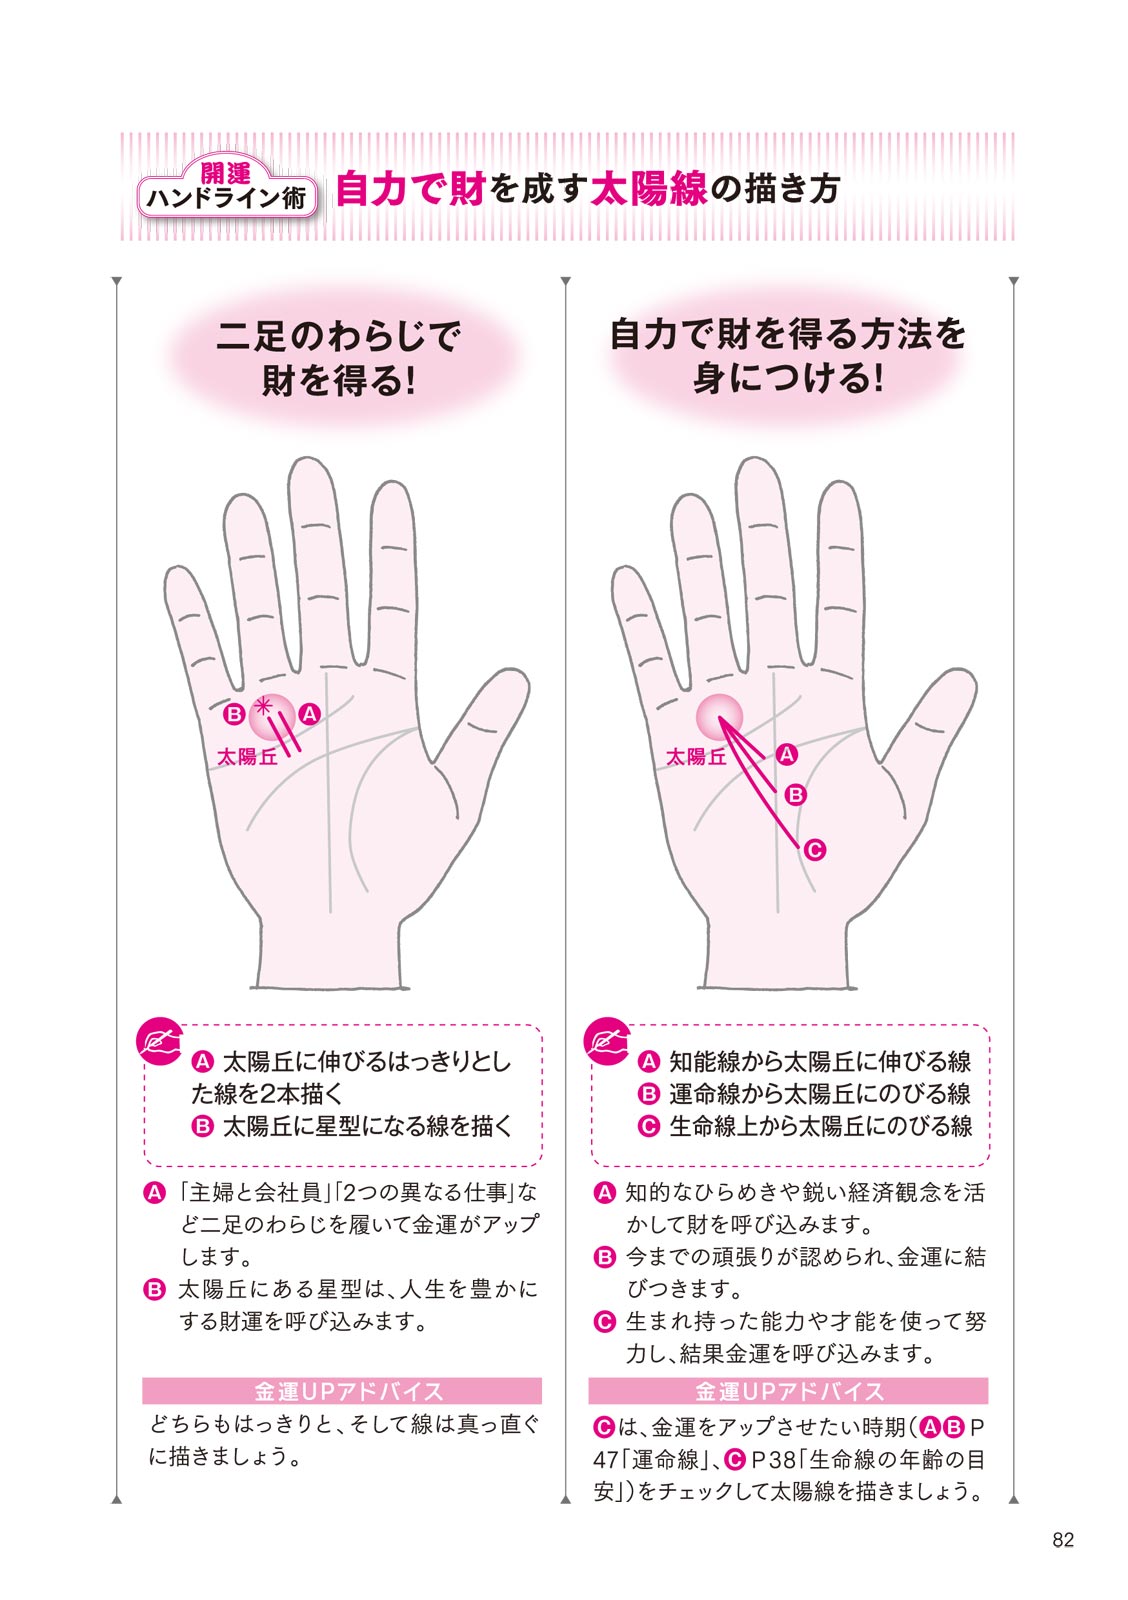 開運
ハンドライン術
自力で財を成す太陽線の描き方
二足のわらじで
財を得る!
B
A
太陽丘
A 太陽丘に伸びるはっきりとし
た線を2本描く
B 太陽丘に星型になる線を描く
A 「主婦と会社員」「2つの異なる仕事」な
ど二足のわらじを履いて金運がアップ
します。
B 太陽丘にある星型は、人生を豊かに
する財運を呼び込みます。
金運UPアドバイス
どちらもはっきりと、そして線は真っ直ぐ
に描きましょう。
自力で財を得る方法を
身につける!
太陽丘
A
B
C
A 知能線から太陽丘に伸びる線
B 運命線から太陽丘にのびる線
C 生命線上から太陽丘にのびる線
A 知的なひらめきや鋭い経済観念を活
かして財を呼び込みます。
B 今までの頑張りが認められ、金運に結
びつきます。
C 生まれ持った能力や才能を使って努
力し、結果金運を呼び込みます。
金運UPアドバイス
Cは、金運をアップさせたい時期(ABP
47「運命線」、CP38「生命線の年齢の目
安」)をチェックして太陽線を描きましょう。
82